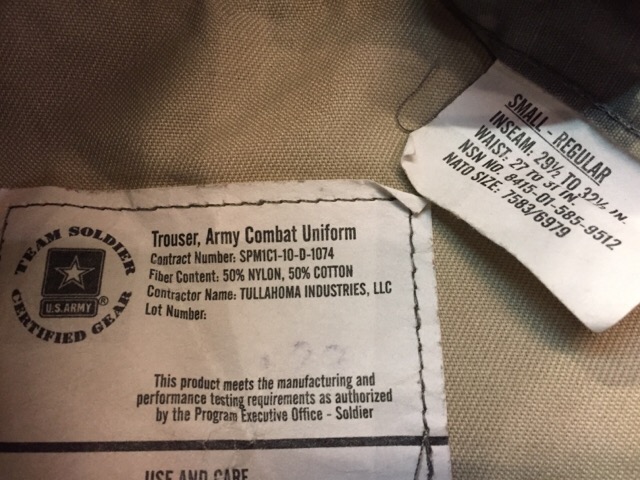 TEAM SOLDIER
U.S.ARMY®
CERTIFIED GEAR
Trouser, Army Combat Uniform
Contract Number: SPM1C1-10-D-1074
Fiber Content: 50% NYLON, 50% COTTON
Contractor Name: TULLAHOMA INDUSTRIES, LLC
Lot Number:
This product meets the manufacturing and
performance testing requirements as authorized
by the Program Executive Office - Soldier
USE AND CARE
SMALL - REGULAR
INSEAM: 29½ TO 32½ IN.
WAIST: 27 TO 31 IN.
NSN NO. 8415-01-585-9512
NATO SIZE: 7583/6979